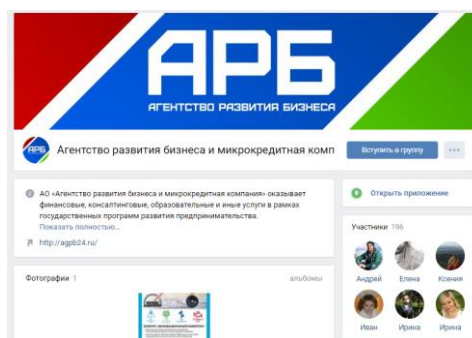 АРБ
АГЕНТСТВО РАЗВИТИЯ БИЗНЕСА
АРБ
Агентство развития бизнеса и микрокредитная комп
Вступить в группу
АО «Агентство развития бизнеса и микрокредитная компания» оказывает
финансовые, консалтинговые, образовательные и иные услуги в рамках
государственных программ развития предпринимательства.
Показать полностью...
http://agpb24.ru/
Открыть приложение
Участники 196
Андрей Елена Ксения
Иван Ирина Ирина
Фотографии 1
альбомы